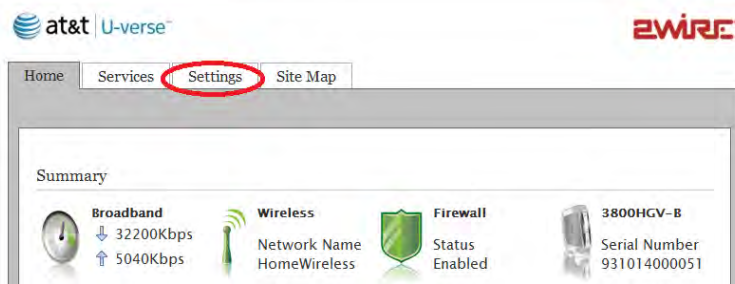 at&t U-verse
2WIRE
Home Services Settings Site Map
Summary
Broadband
32200Kbps
5040Kbps
Wireless
Network Name
HomeWireless
Firewall
Status
Enabled
3800HGV-B
Serial Number
931014000051